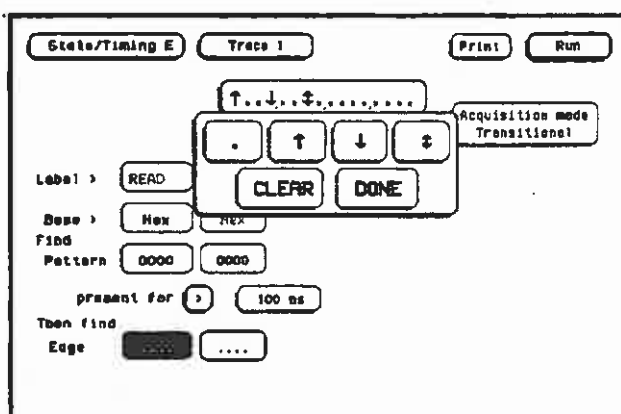 State/Timing E Trace 1 Print Run
↑..↓..↕..........
Acquisition mode
Transitional
. ↑ ↓ ↕
Label > READ
CLEAR DONE
Base > Hex Hex
Find
Pattern 0000 0000
present for > 100 ns
Then find
Edge .... ....